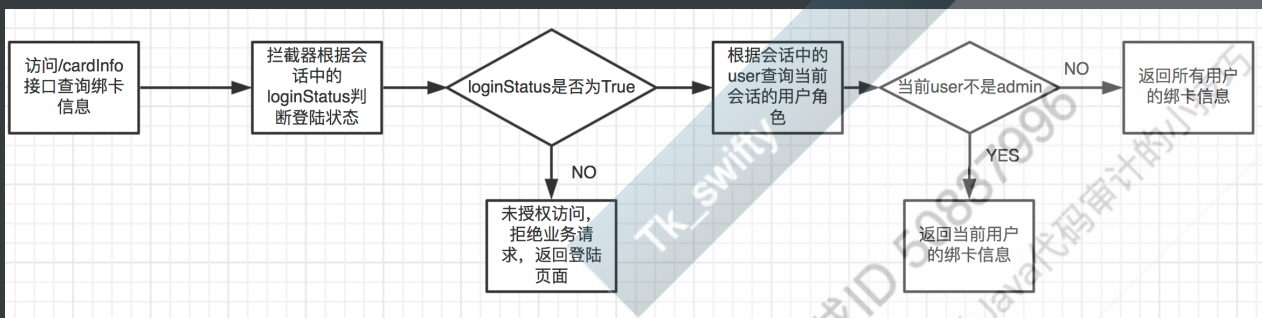 访问/cardInfo
接口查询绑卡
信息
拦截器根据会
话中的
loginStatus判
断登陆状态
loginStatus是否为True
NO
未授权访问，
拒绝业务请
求，返回登陆
页面
根据会话中的
user查询当前
会话的用户角
色
当前user不是admin
NO
返回所有用户
的绑卡信息
YES
返回当前用户
的绑卡信息
Tk_swifty
ID 50837996
Java代码审计的小技巧